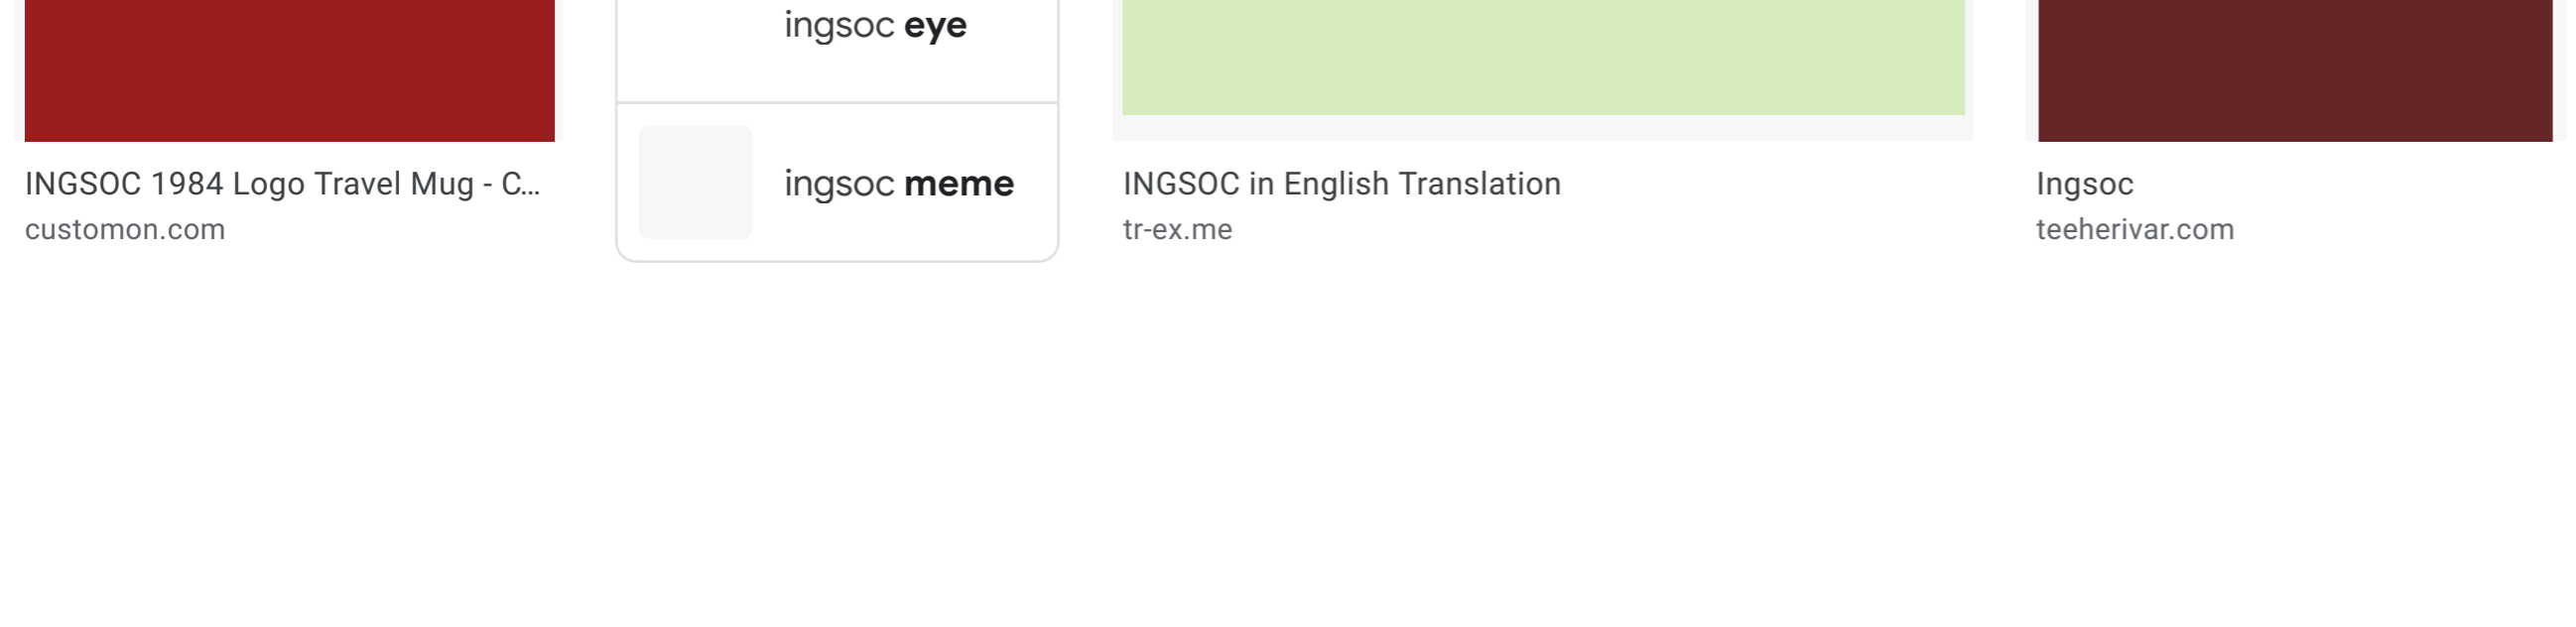 ingsoc eye
ingsoc meme
INGSOC 1984 Logo Travel Mug - C...
customon.com
INGSOC in English Translation
tr-ex.me
Ingsoc
teeherivar.com